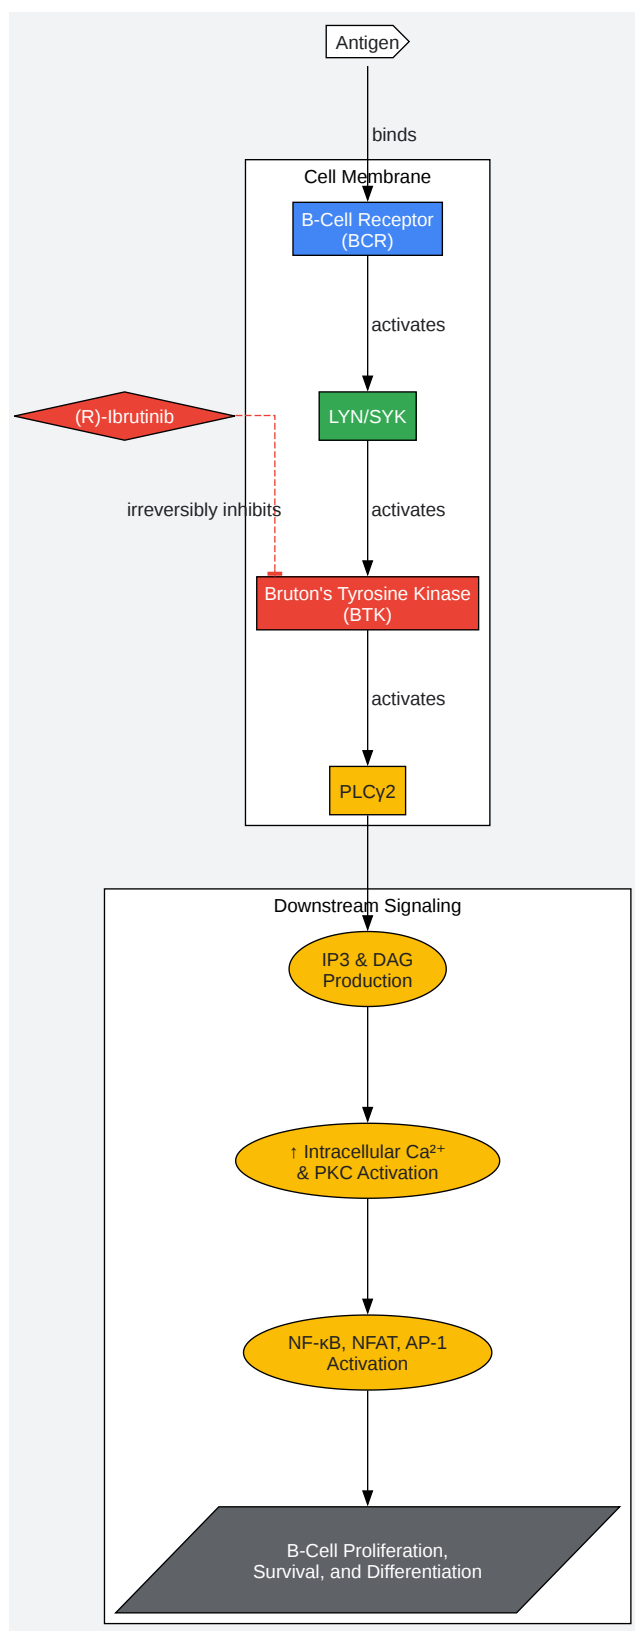 Antigen
binds
Cell Membrane
B-Cell Receptor
(BCR)
activates
(R)-Ibrutinib
LYN/SYK
irreversibly inhibits
activates
Bruton's Tyrosine Kinase
(BTK)
activates
PLCγ2
Downstream Signaling
IP3 & DAG
Production
↑ Intracellular Ca²⁺
& PKC Activation
NF-κB, NFAT, AP-1
Activation
B-Cell Proliferation,
Survival, and Differentiation